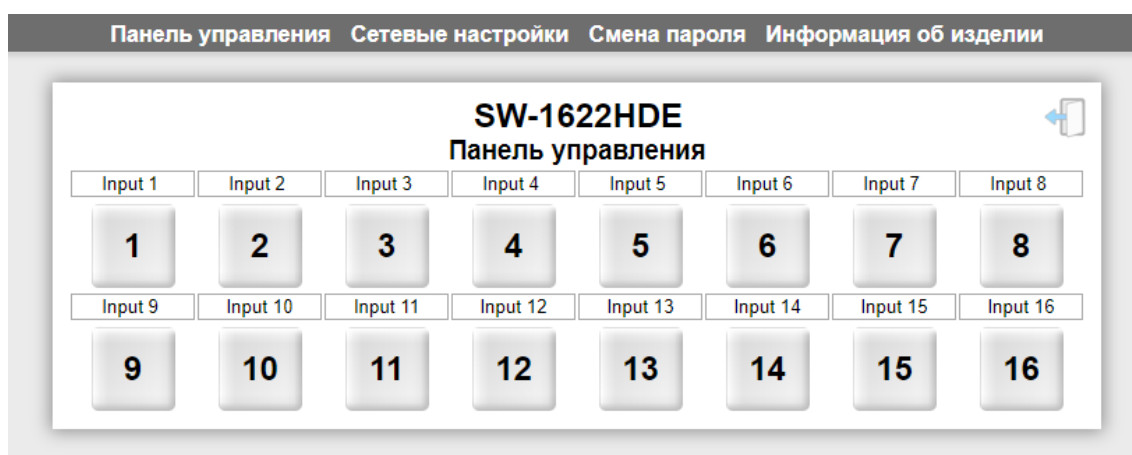 Панель управления Сетевые настройки Смена пароля Информация об изделии
SW-1622HDE
Панель управления
Input 1 Input 2 Input 3 Input 4 Input 5 Input 6 Input 7 Input 8
1 2 3 4 5 6 7 8
Input 9 Input 10 Input 11 Input 12 Input 13 Input 14 Input 15 Input 16
9 10 11 12 13 14 15 16